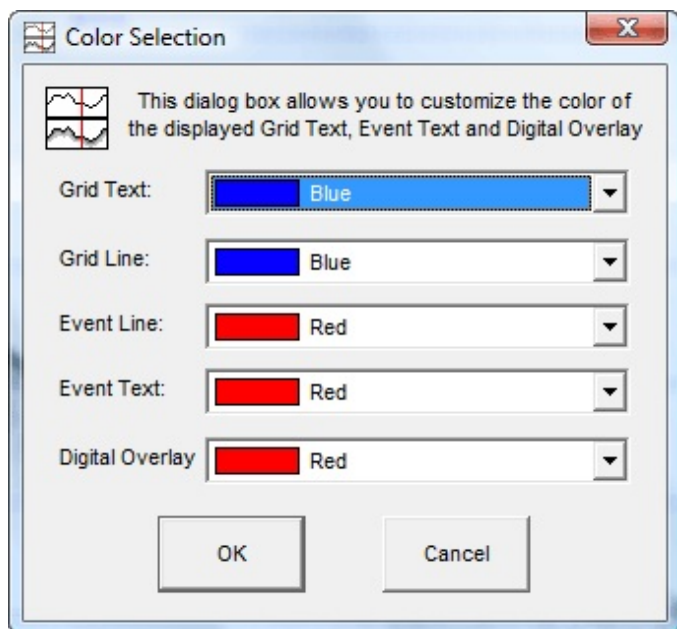 Color Selection
This dialog box allows you to customize the color of
the displayed Grid Text, Event Text and Digital Overlay
Grid Text: Blue
Grid Line: Blue
Event Line: Red
Event Text: Red
Digital Overlay Red
OK Cancel